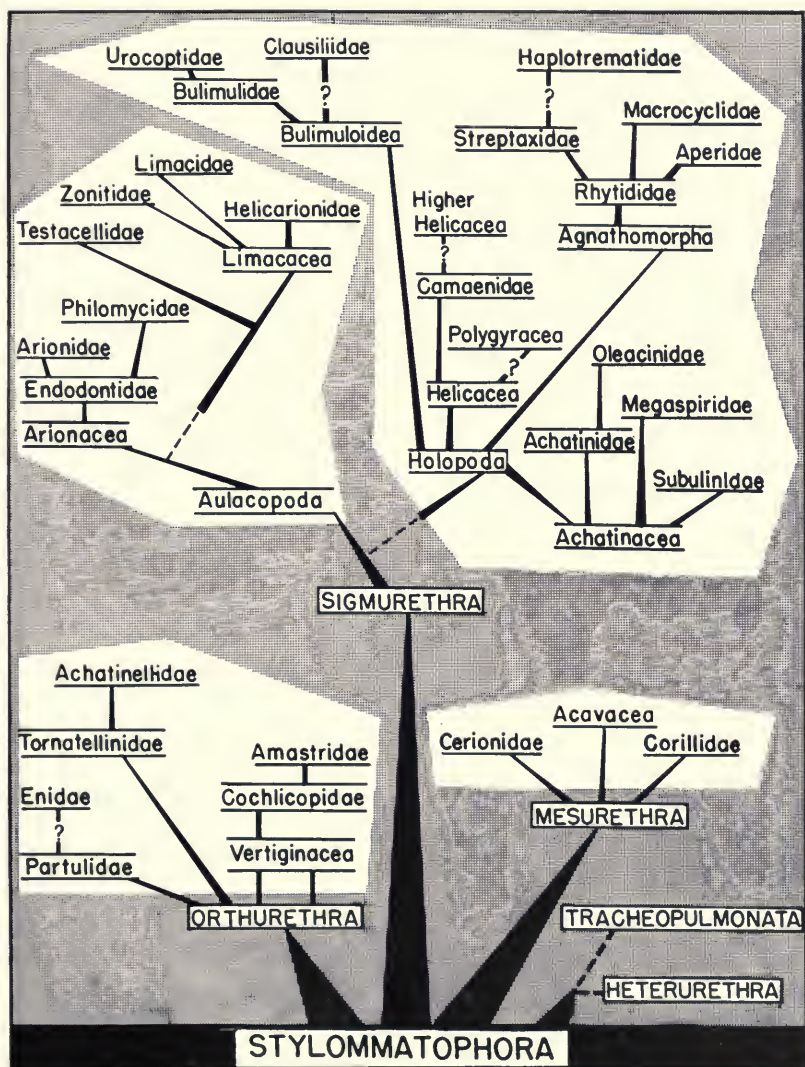 Urocoptidae
Clausiliidae
Haplotrematidae
Bulimulidae
?
?
Macrocyclidae
Bulimuloidea
Streptaxidae
Aperidae
Limacidae
Rhytididae
Zonitidae
Helicarionidae
Higher
Helicacea
Agnathomorpha
Testacellidae
Limacacea
?
Camaenidae
Philomycidae
Polygyracea
Arionidae
?
Oleacinidae
Endodontidae
Helicacea
Megaspiridae
Arionacea
Holopoda
Achatinidae
Subulinidae
Aulacopoda
Achatinacea
SIGMURETHRA
Achatinellidae
Acavacea
Tornatellinidae
Amastridae
Cerionidae
Corillidae
Enidae
Cochlicopidae
?
MESURETHRA
Partulidae
Vertiginacea
ORTHURETHRA
TRACHEOPULMONATA
HETERURETHRA
STYLOMMATOPHORA